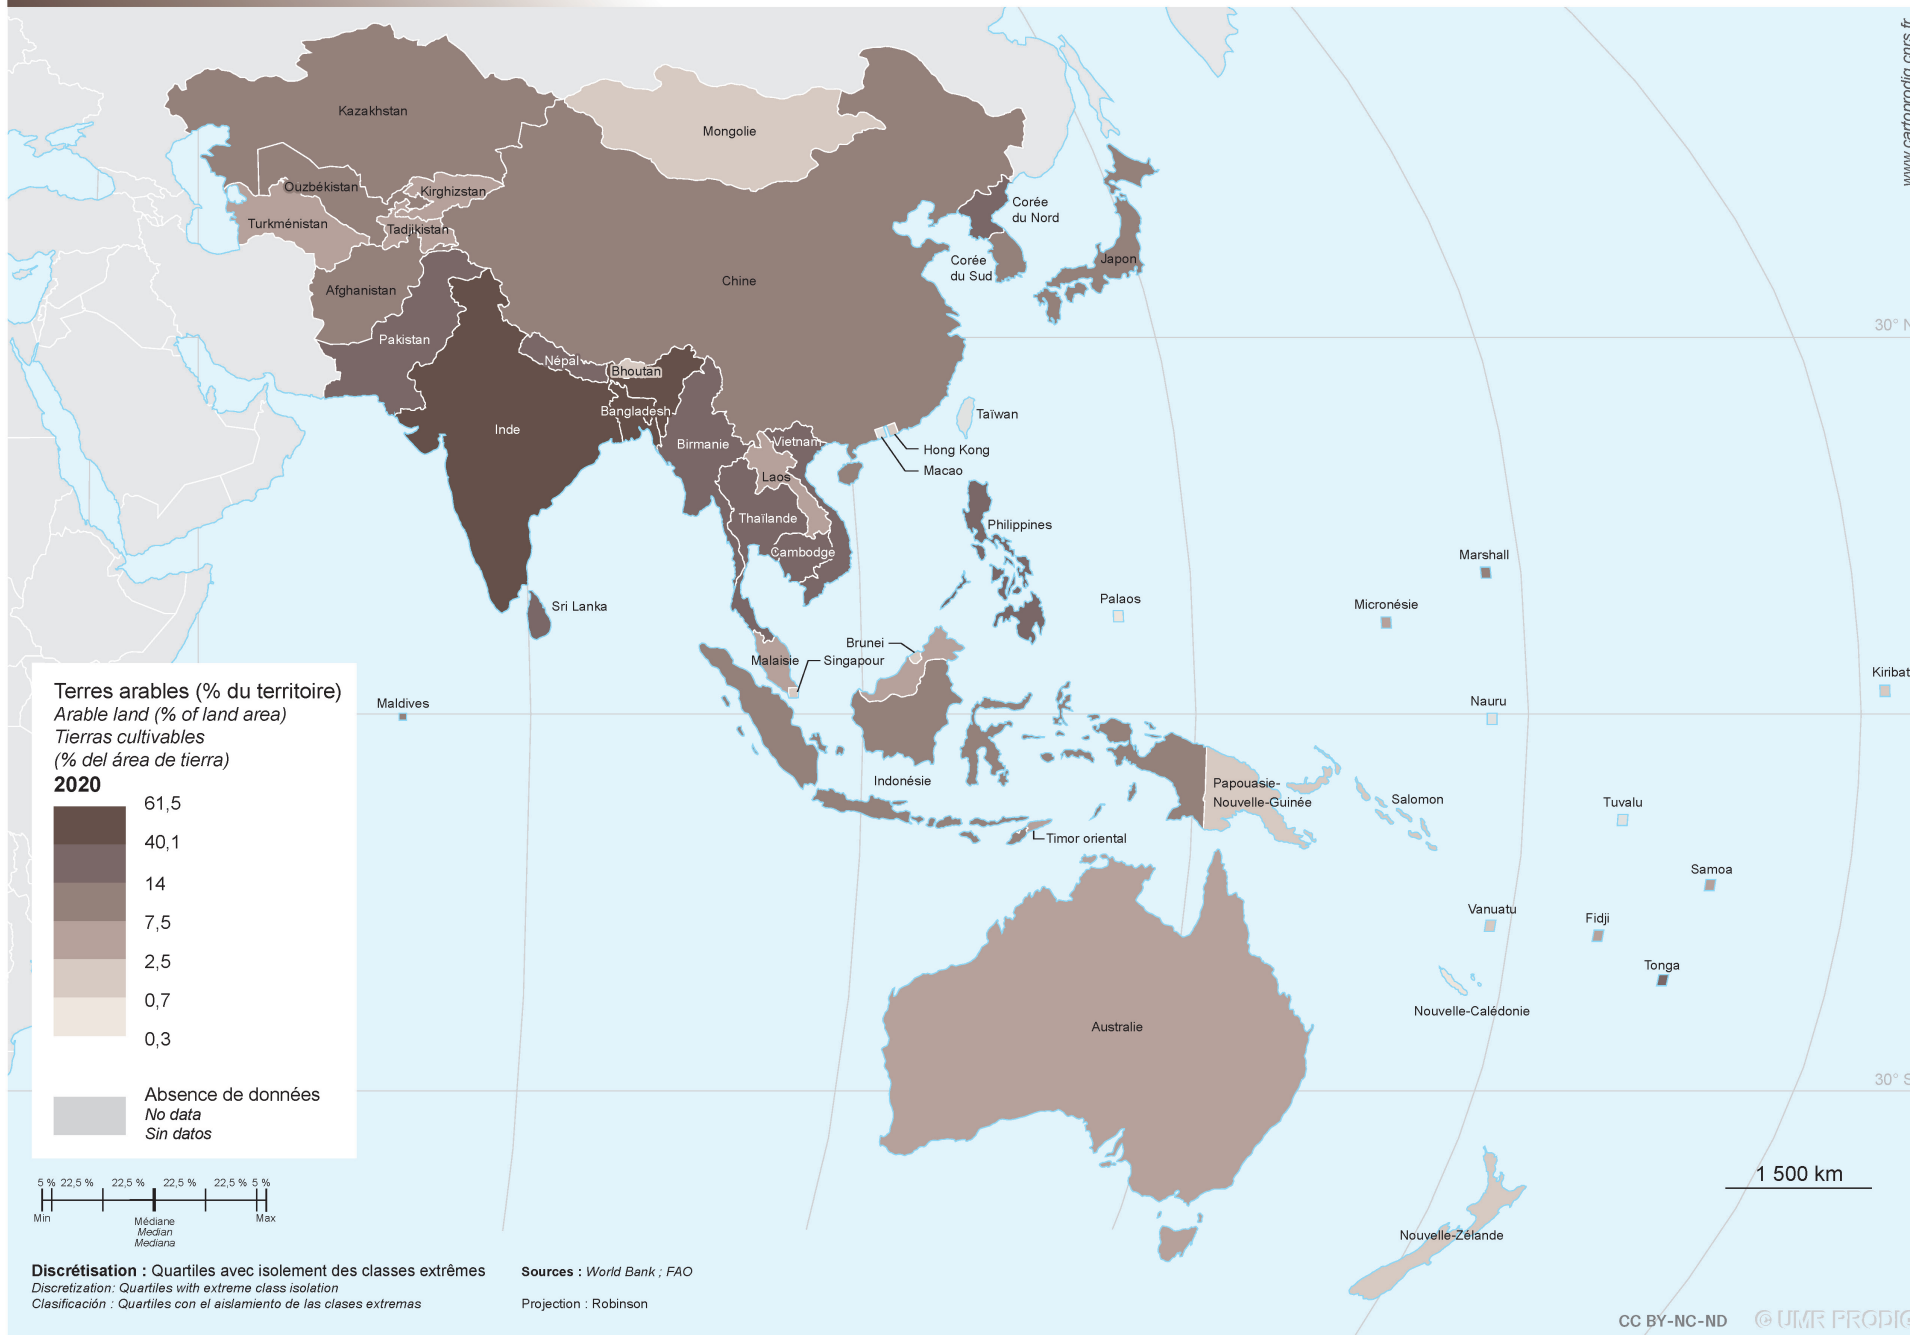 www.cartoprodig.cnrs.fr
Kazakhstan
Mongolie
Ouzbékistan
Kirghizstan
Corée
du Nord
Turkménistan
Tadjikistan
Corée
du Sud
Japon
Afghanistan
Chine
30° N
Pakistan
Népal
Bhoutan
Bangladesh
Taïwan
Inde
Birmanie
Vietnam
Hong Kong
Macao
Laos
Thaïlande
Philippines
Cambodge
Marshall
Sri Lanka
Palaos
Micronésie
Brunei
Malaisie
Singapour
Kiribat
Maldives
Nauru
Indonésie
Papouasie-
Nouvelle-Guinée
Salomon
Tuvalu
Timor oriental
Samoa
Vanuatu
Fidji
Tonga
Nouvelle-Calédonie
Australie
30° S
Nouvelle-Zélande
1 500 km
Terres arables (% du territoire)
Arable land (% of land area)
Tierras cultivables
(% del área de tierra)
2020
61,5
40,1
14
7,5
2,5
0,7
0,3
Absence de données
No data
Sin datos
5 % 22,5 % 22,5 % 22,5 % 22,5 % 5 %
Min Max
Médiane
Median
Mediana
Discrétisation : Quartiles avec isolement des classes extrêmes
Discretization: Quartiles with extreme class isolation
Clasificación : Quartiles con el aislamiento de las clases extremas
Sources : World Bank ; FAO
Projection : Robinson
CC BY-NC-ND © UMR PRODIG